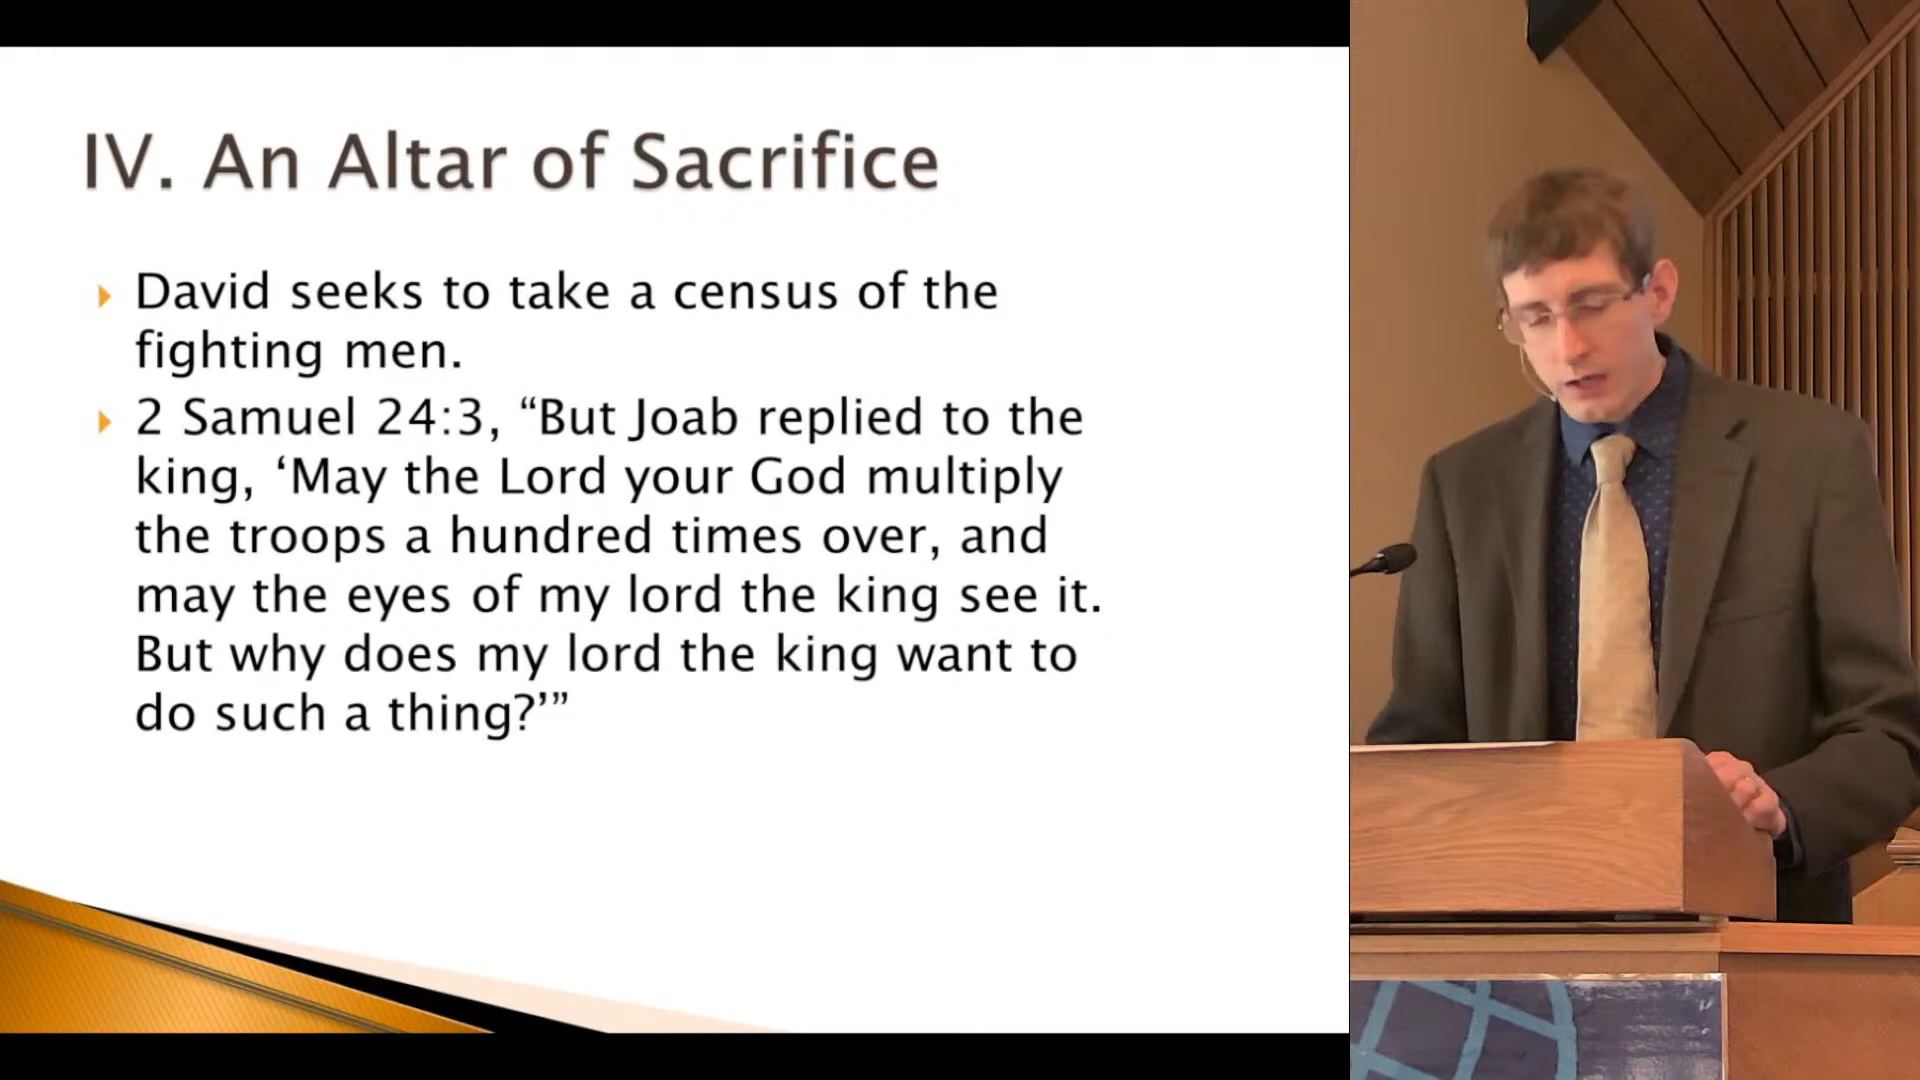 IV. An Altar of Sacrifice
David seeks to take a census of the
fighting men.
2 Samuel 24:3, “But Joab replied to the
king, ‘May the Lord your God multiply
the troops a hundred times over, and
may the eyes of my lord the king see it.
But why does my lord the king want to
do such a thing?’”